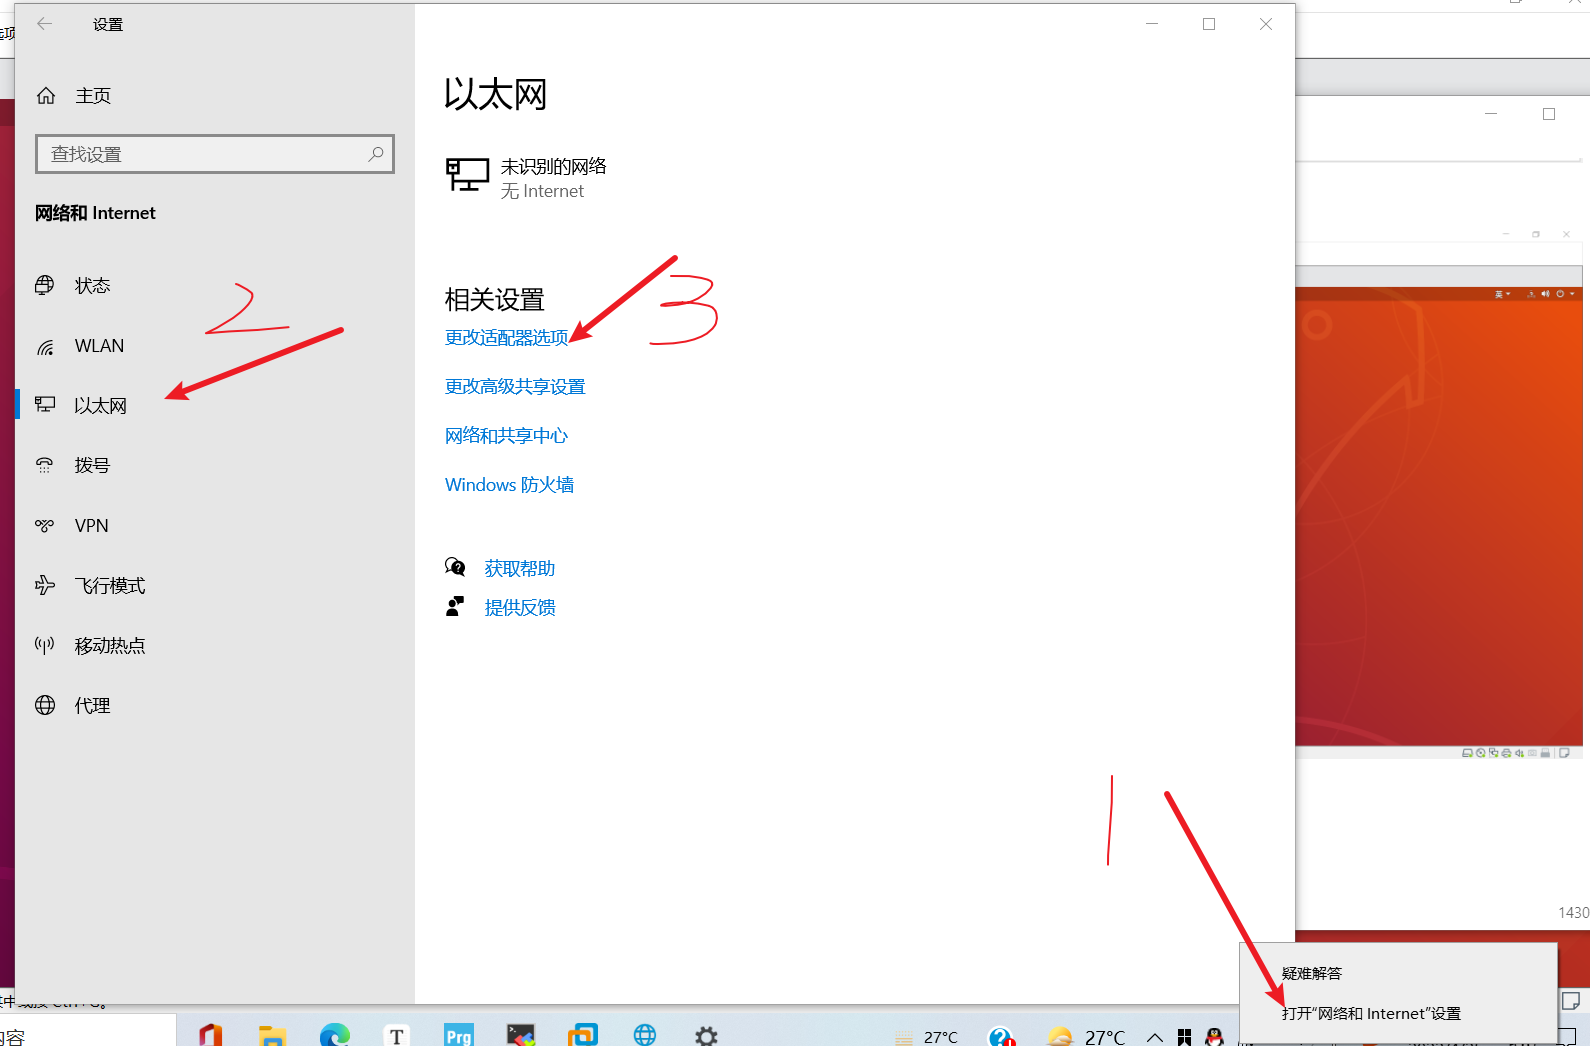 设置
主页
查找设置
网络和 Internet
状态
WLAN
以太网
拨号
VPN
飞行模式
移动热点
代理
以太网
未识别的网络
无 Internet
相关设置
更改适配器选项
更改高级共享设置
网络和共享中心
Windows 防火墙
获取帮助
提供反馈
2
3
1
英
1430
疑难解答
打开“网络和 Internet”设置
内容
T
Prg
27°C
27°C